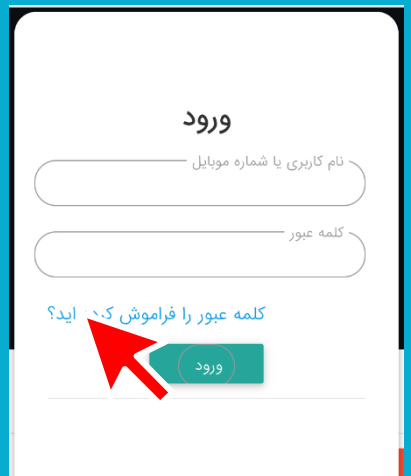 ورود
نام کاربری یا شماره موبایل
کلمه عبور
کلمه عبور را فراموش اید؟
ورود